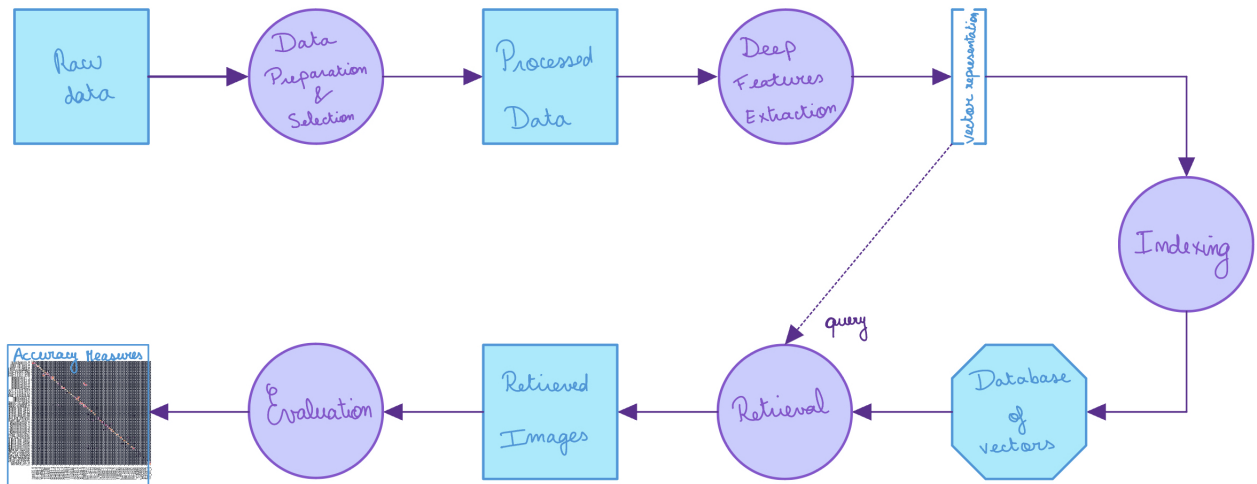 Raw
data
Data
Preparation
&
Selection
Processed
Data
Deep
Features
Extraction
vector representation
Indexing
query
Accuracy Measures
Evaluation
Retrieved
Images
Retrieval
Database
of
vectors